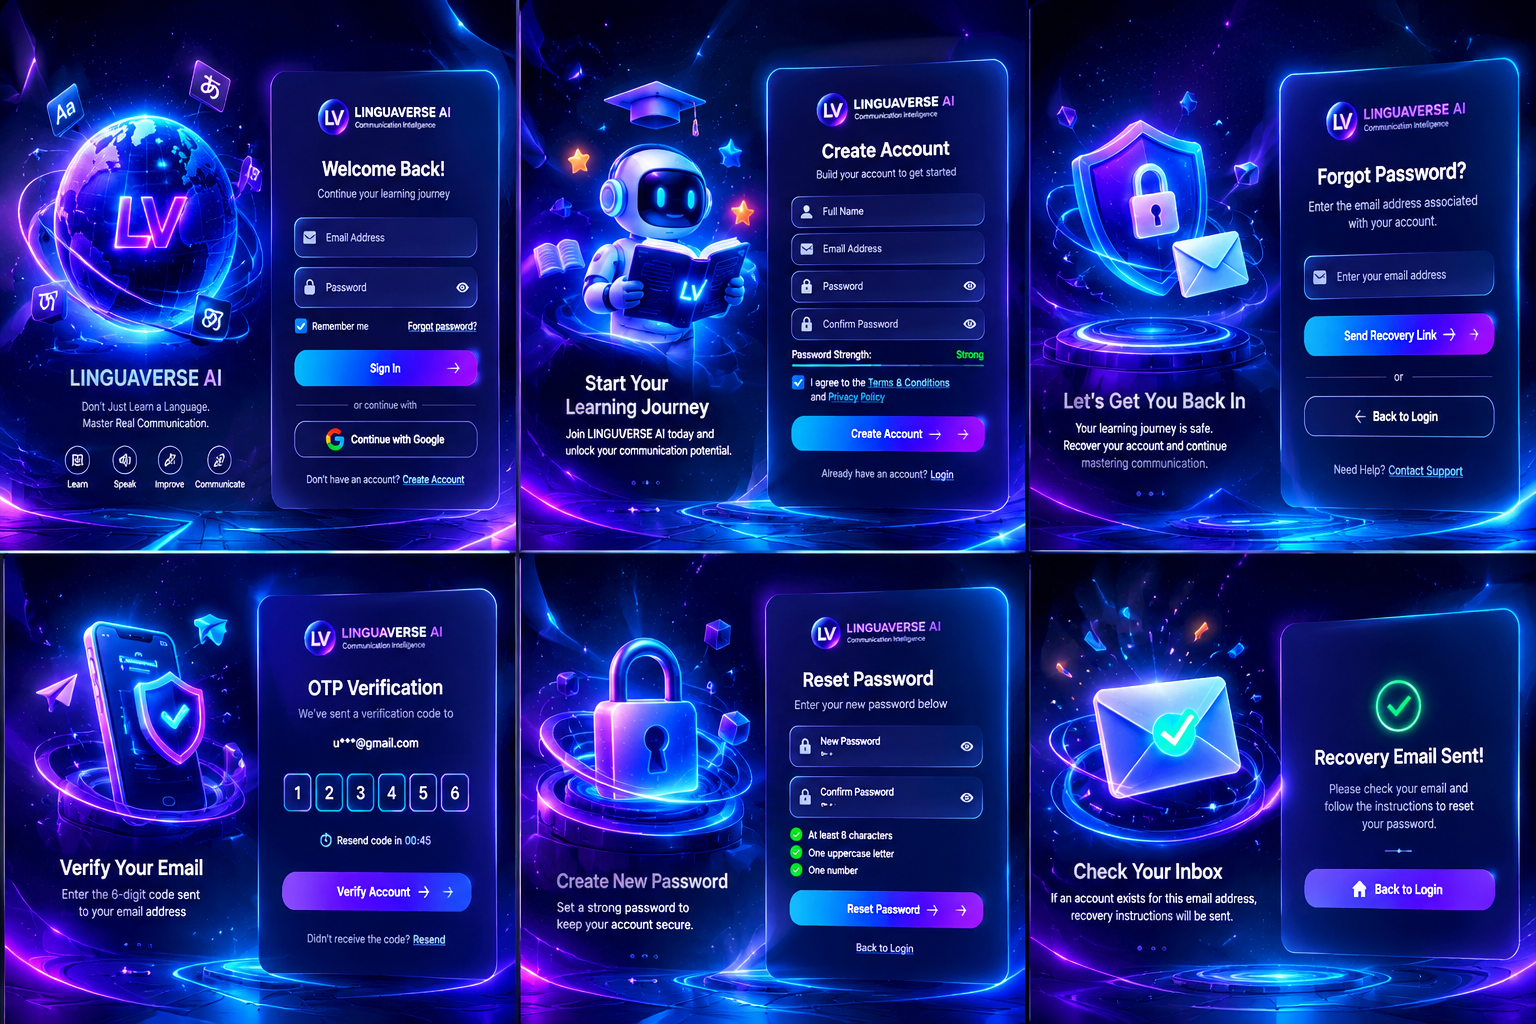 Aa
あ
LV
LINGUAVERSE AI
Don't Just Learn a Language.
Master Real Communication.
Learn
Speak
Improve
Communicate
LV
LINGUAVERSE AI
Communication Intelligence
Welcome Back!
Continue your learning journey
Email Address
Password
Remember me
Forgot password?
Sign In →
or continue with
G Continue with Google
Don't have an account? Create Account
LV
Start Your
Learning Journey
Join LINGUVERSE AI today and
unlock your communication potential.
LV
LINGUAVERSE AI
Communication Intelligence
Create Account
Build your account to get started
Full Name
Email Address
Password
Confirm Password
Password Strength: Strong
I agree to the Terms & Conditions
and Privacy Policy
Create Account → →
Already have an account? Login
Let's Get You Back In
Your learning journey is safe.
Recover your account and continue
mastering communication.
LV
LINGUAVERSE AI
Communication Intelligence
Forgot Password?
Enter the email address associated
with your account.
Enter your email address
Send Recovery Link → →
or
← Back to Login
Need Help? Contact Support
Verify Your Email
Enter the 6-digit code sent
to your email address
LV
LINGUAVERSE AI
Communication Intelligence
OTP Verification
We've sent a verification code to
u***@gmail.com
1 2 3 4 5 6
Resend code in 00:45
Verify Account → →
Didn't receive the code? Resend
Create New Password
Set a strong password to
keep your account secure.
LV
LINGUAVERSE AI
Communication Intelligence
Reset Password
Enter your new password below
New Password
Confirm Password
At least 8 characters
One uppercase letter
One number
Reset Password → →
Back to Login
Check Your Inbox
If an account exists for this email address,
recovery instructions will be sent.
Recovery Email Sent!
Please check your email and
follow the instructions to reset
your password.
Back to Login